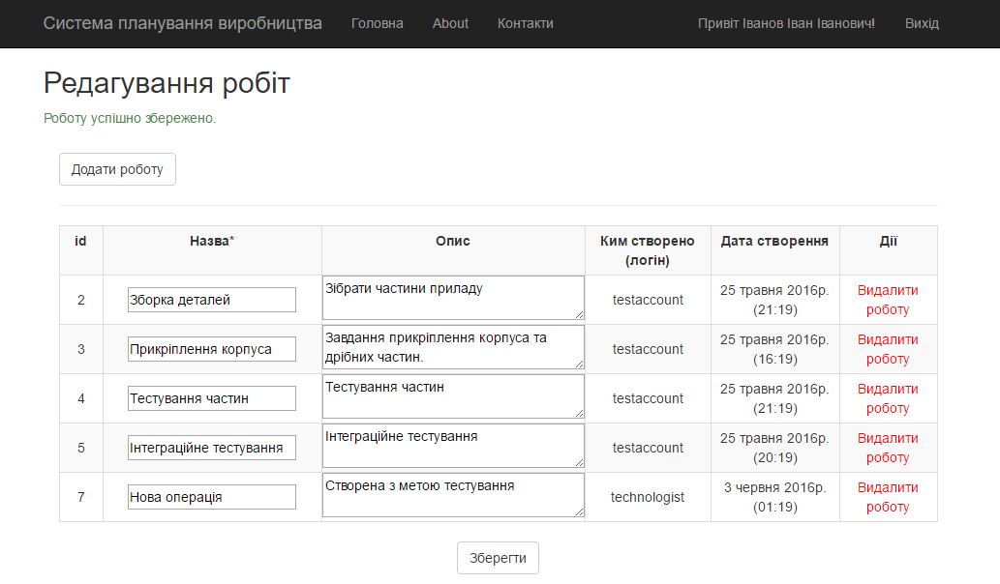 Система планування виробництва Головна About Контакти Привіт Іванов Іван Іванович! Вихід
Редагування робіт
Роботу успішно збережено.
Додати роботу
id Назва* Опис Ким створено (логін) Дата створення Дії
2 Зборка деталей Зібрати частини приладу testaccount 25 травня 2016р. (21:19) Видалити роботу
3 Прикріплення корпуса Завдання прикріплення корпуса та дрібних частин. testaccount 25 травня 2016р. (16:19) Видалити роботу
4 Тестування частин Тестування частин testaccount 25 травня 2016р. (21:19) Видалити роботу
5 Інтеграційне тестування Інтеграційне тестування testaccount 25 травня 2016р. (20:19) Видалити роботу
7 Нова операція Створена з метою тестування technologist 3 червня 2016р. (01:19) Видалити роботу
Зберегти